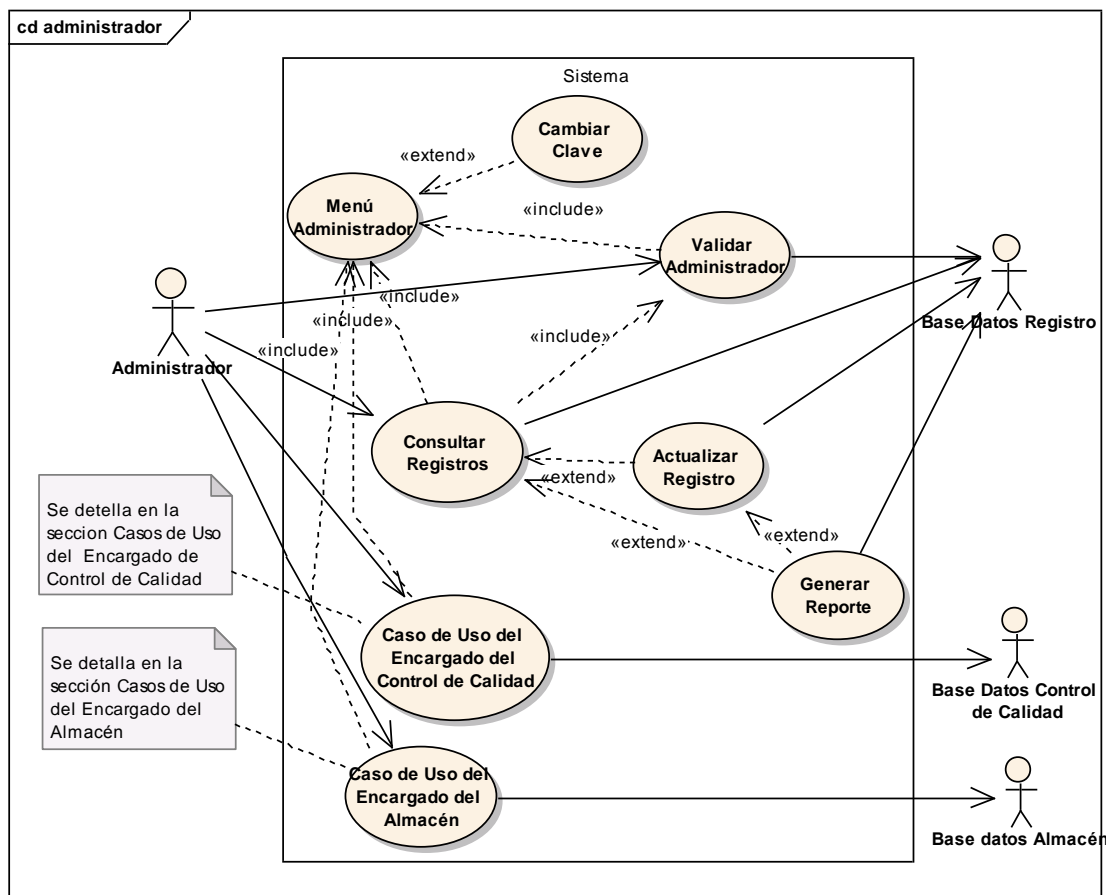 cd administrador
Sistema
Cambiar
Clave
«extend»
Menú
Administrador
«include»
Validar
Administrador
«include»
«include»
«include»
«include»
Administrador
Base Datos Registro
Consultar
Registros
Actualizar
Registro
«extend»
«extend»
«extend»
Generar
Reporte
Se detella en la
seccion Casos de Uso
del Encargado de
Control de Calidad
Caso de Uso del
Encargado del
Control de Calidad
Base Datos Control
de Calidad
Se detalla en la
sección Casos de Uso
del Encargado del
Almacén
Caso de Uso del
Encargado del
Almacén
Base datos Almacén